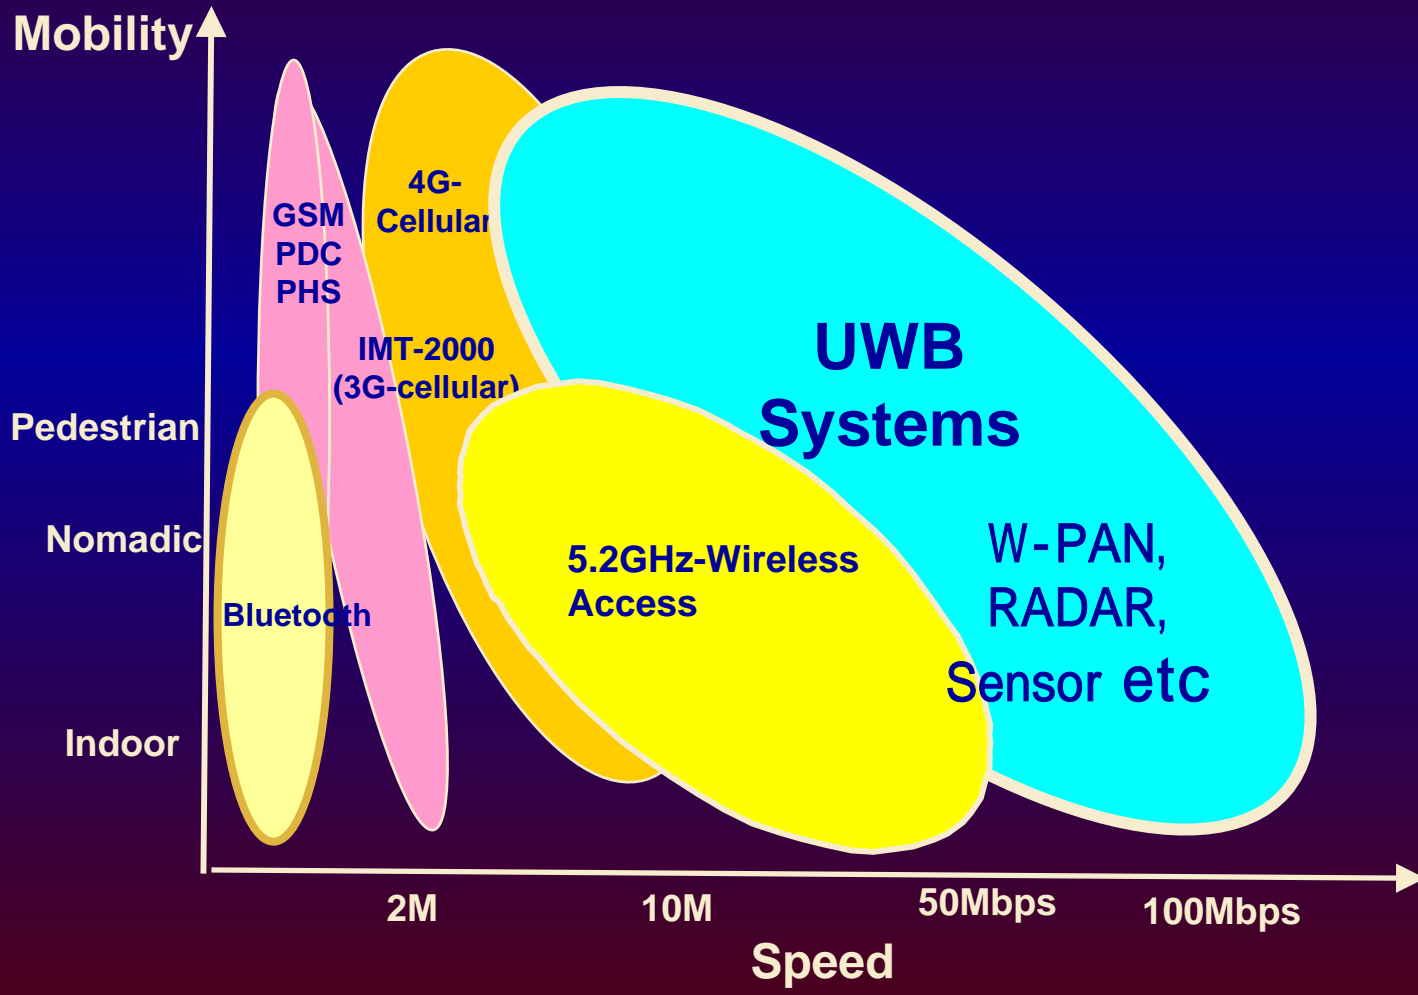 Mobility
4G-
Cellular
GSM
PDC
PHS
IMT-2000
(3G-cellular)
UWB
Systems
Pedestrian
Nomadic
5.2GHz-Wireless
Access
W-PAN,
RADAR,
Sensor etc
Bluetooth
Indoor
2M
10M
50Mbps
100Mbps
Speed